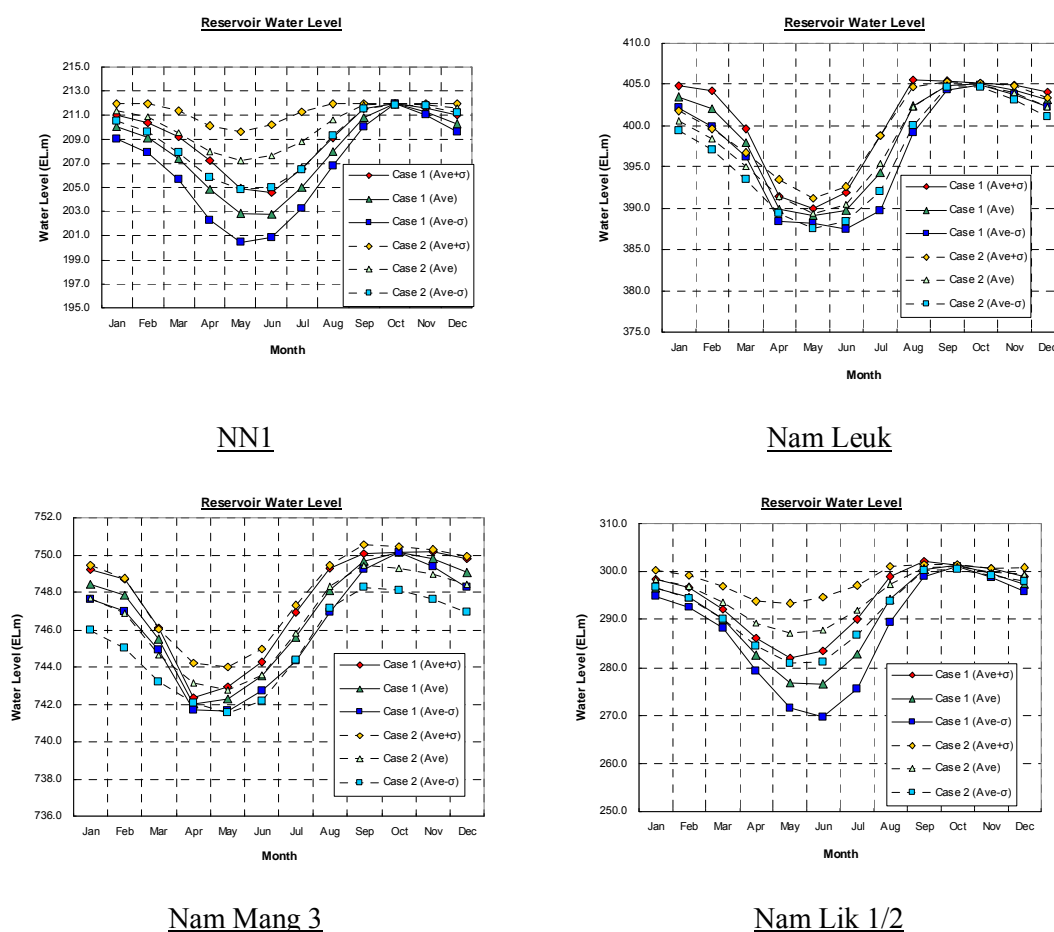 Reservoir Water Level
215.0
213.0
211.0
209.0
207.0
205.0
203.0
201.0
199.0
197.0
195.0
Water Level (EL.m)
Case 1 (Ave+σ)
Case 1 (Ave)
Case 1 (Ave-σ)
Case 2 (Ave+σ)
Case 2 (Ave)
Case 2 (Ave-σ)
Jan Feb Mar Apr May Jun Jul Aug Sep Oct Nov Dec
Month
NN1
Reservoir Water Level
410.0
405.0
400.0
395.0
390.0
385.0
380.0
375.0
Water Level (EL.m)
Case 1 (Ave+σ)
Case 1 (Ave)
Case 1 (Ave-σ)
Case 2 (Ave+σ)
Case 2 (Ave)
Case 2 (Ave-σ)
Jan Feb Mar Apr May Jun Jul Aug Sep Oct Nov Dec
Month
Nam Leuk
Reservoir Water Level
752.0
750.0
748.0
746.0
744.0
742.0
740.0
738.0
736.0
Water Level (EL.m)
Case 1 (Ave+σ)
Case 1 (Ave)
Case 1 (Ave-σ)
Case 2 (Ave+σ)
Case 2 (Ave)
Case 2 (Ave-σ)
Jan Feb Mar Apr May Jun Jul Aug Sep Oct Nov Dec
Month
Nam Mang 3
Reservoir Water Level
310.0
300.0
290.0
280.0
270.0
260.0
250.0
Water Level (EL.m)
Case 1 (Ave+σ)
Case 1 (Ave)
Case 1 (Ave-σ)
Case 2 (Ave+σ)
Case 2 (Ave)
Case 2 (Ave-σ)
Jan Feb Mar Apr May Jun Jul Aug Sep Oct Nov Dec
Month
Nam Lik 1/2